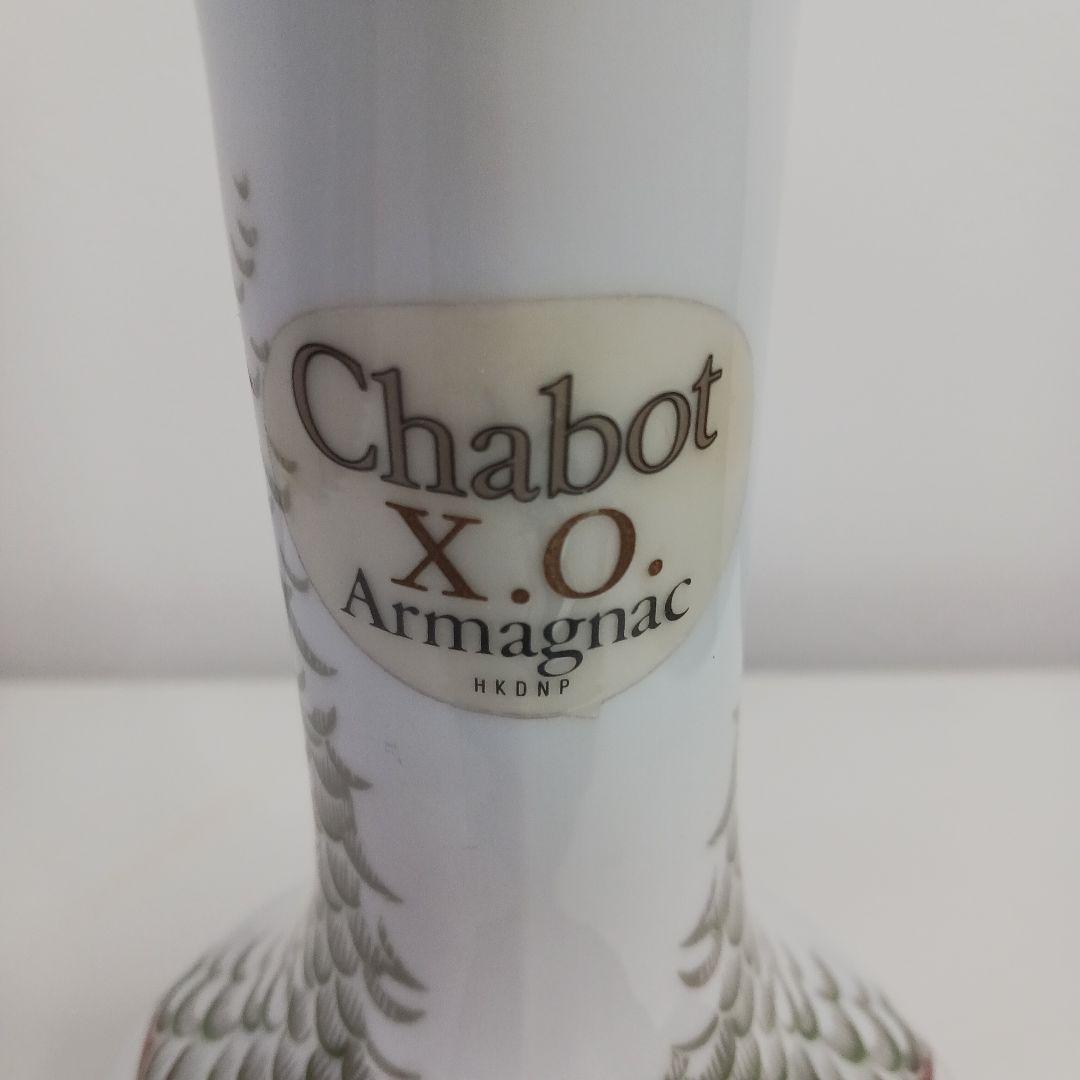 Chabot
X.O.
Armagnac
HKDNP